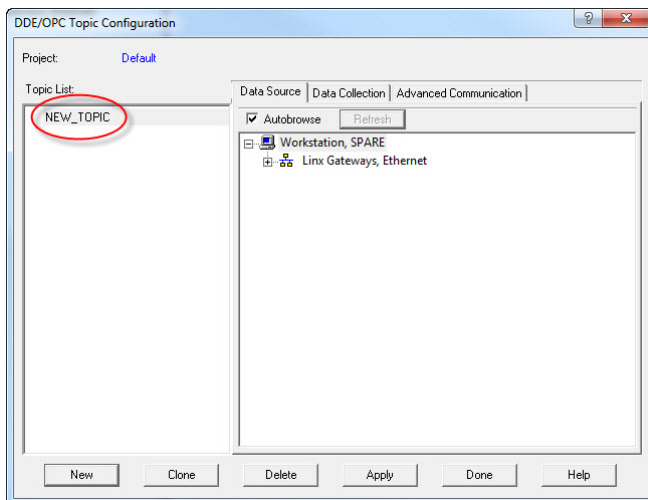 DDE/OPC Topic Configuration
Project: Default
Topic List:
Data Source Data Collection Advanced Communication
NEW_TOPIC
Autobrowse Refresh
Workstation, SPARE
Linx Gateways, Ethernet
New Clone Delete Apply Done Help